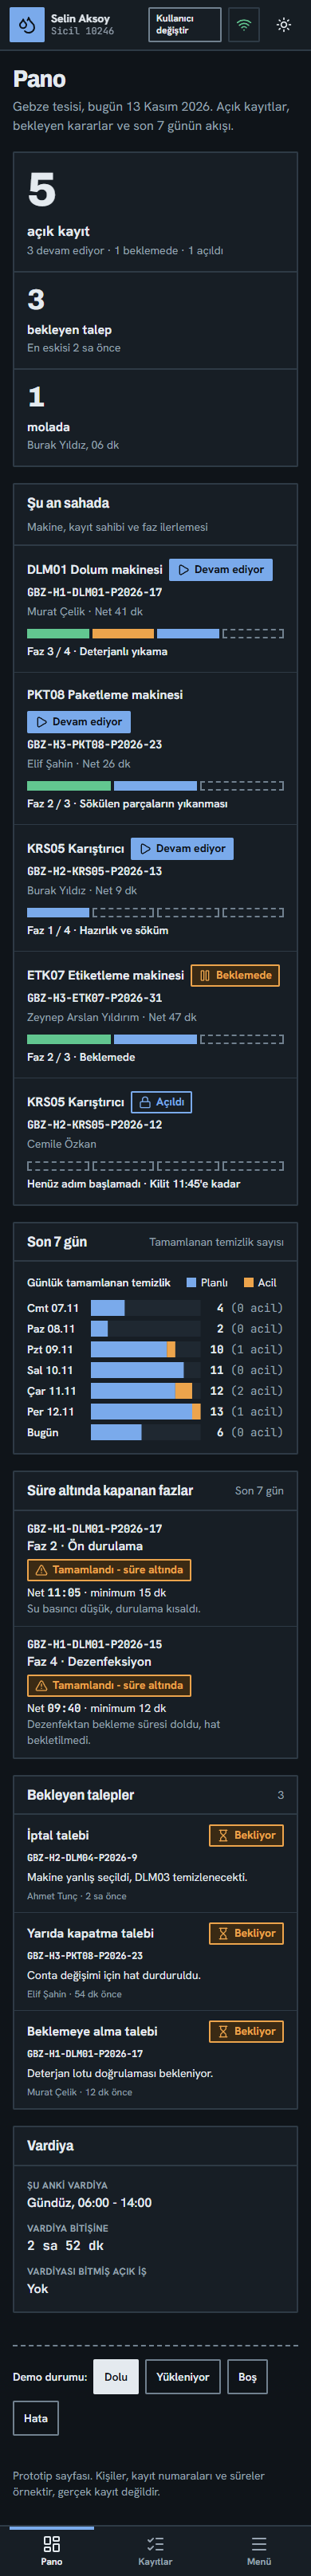 Selin Aksoy
Sicil 10246
Kullanıcı
değiştir
Pano
Gebze tesisi, bugün 13 Kasım 2026. Açık kayıtlar,
bekleyen kararlar ve son 7 günün akışı.
5
açık kayıt
3 devam ediyor · 1 beklemede · 1 açıldı
3
bekleyen talep
En eskisi 2 sa önce
1
molada
Burak Yıldız, 06 dk
Şu an sahada
Makine, kayıt sahibi ve faz ilerlemesi
DLM01 Dolum makinesi Devam ediyor
GBZ-H1-DLM01-P2026-17
Murat Çelik · Net 41 dk
Faz 3 / 4 · Deterjanlı yıkama
PKT08 Paketleme makinesi
Devam ediyor
GBZ-H3-PKT08-P2026-23
Elif Şahin · Net 26 dk
Faz 2 / 3 · Sökülen parçaların yıkanması
KRS05 Karıştırıcı Devam ediyor
GBZ-H2-KRS05-P2026-13
Burak Yıldız · Net 9 dk
Faz 1 / 4 · Hazırlık ve söküm
ETK07 Etiketleme makinesi Beklemede
GBZ-H3-ETK07-P2026-31
Zeynep Arslan Yıldırım · Net 47 dk
Faz 2 / 3 · Beklemede
KRS05 Karıştırıcı Açıldı
GBZ-H2-KRS05-P2026-12
Cemile Özkan
Henüz adım başlamadı · Kilit 11:45'e kadar
Son 7 gün Tamamlanan temizlik sayısı
Günlük tamamlanan temizlik Planlı Acil
Cmt 07.11 4 (0 acil)
Paz 08.11 2 (0 acil)
Pzt 09.11 10 (1 acil)
Sal 10.11 11 (0 acil)
Çar 11.11 12 (2 acil)
Per 12.11 13 (1 acil)
Bugün 6 (0 acil)
Süre altında kapanan fazlar Son 7 gün
GBZ-H1-DLM01-P2026-17
Faz 2 · Ön durulama
Tamamlandı - süre altında
Net 11:05 · minimum 15 dk
Su basıncı düşük, durulama kısaldı.
GBZ-H1-DLM01-P2026-15
Faz 4 · Dezenfeksiyon
Tamamlandı - süre altında
Net 09:40 · minimum 12 dk
Dezenfektan bekleme süresi doldu, hat
bekletilmedi.
Bekleyen talepler 3
İptal talebi Bekliyor
GBZ-H2-DLM04-P2026-9
Makine yanlış seçildi, DLM03 temizlenecekti.
Ahmet Tunç · 2 sa önce
Yarıda kapatma talebi Bekliyor
GBZ-H3-PKT08-P2026-23
Conta değişimi için hat durduruldu.
Elif Şahin · 54 dk önce
Beklemeye alma talebi Bekliyor
GBZ-H1-DLM01-P2026-17
Deterjan lotu doğrulaması bekleniyor.
Murat Çelik · 12 dk önce
Vardiya
ŞU ANKİ VARDİYA
Gündüz, 06:00 - 14:00
VARDİYA BİTİŞİNE
2 sa 52 dk
VARDİYASI BİTMİŞ AÇIK İŞ
Yok
Demo durumu: Dolu Yükleniyor Boş
Hata
Prototip sayfası. Kişiler, kayıt numaraları ve süreler
örnektir, gerçek kayıt değildir.
Pano Kayıtlar Menü